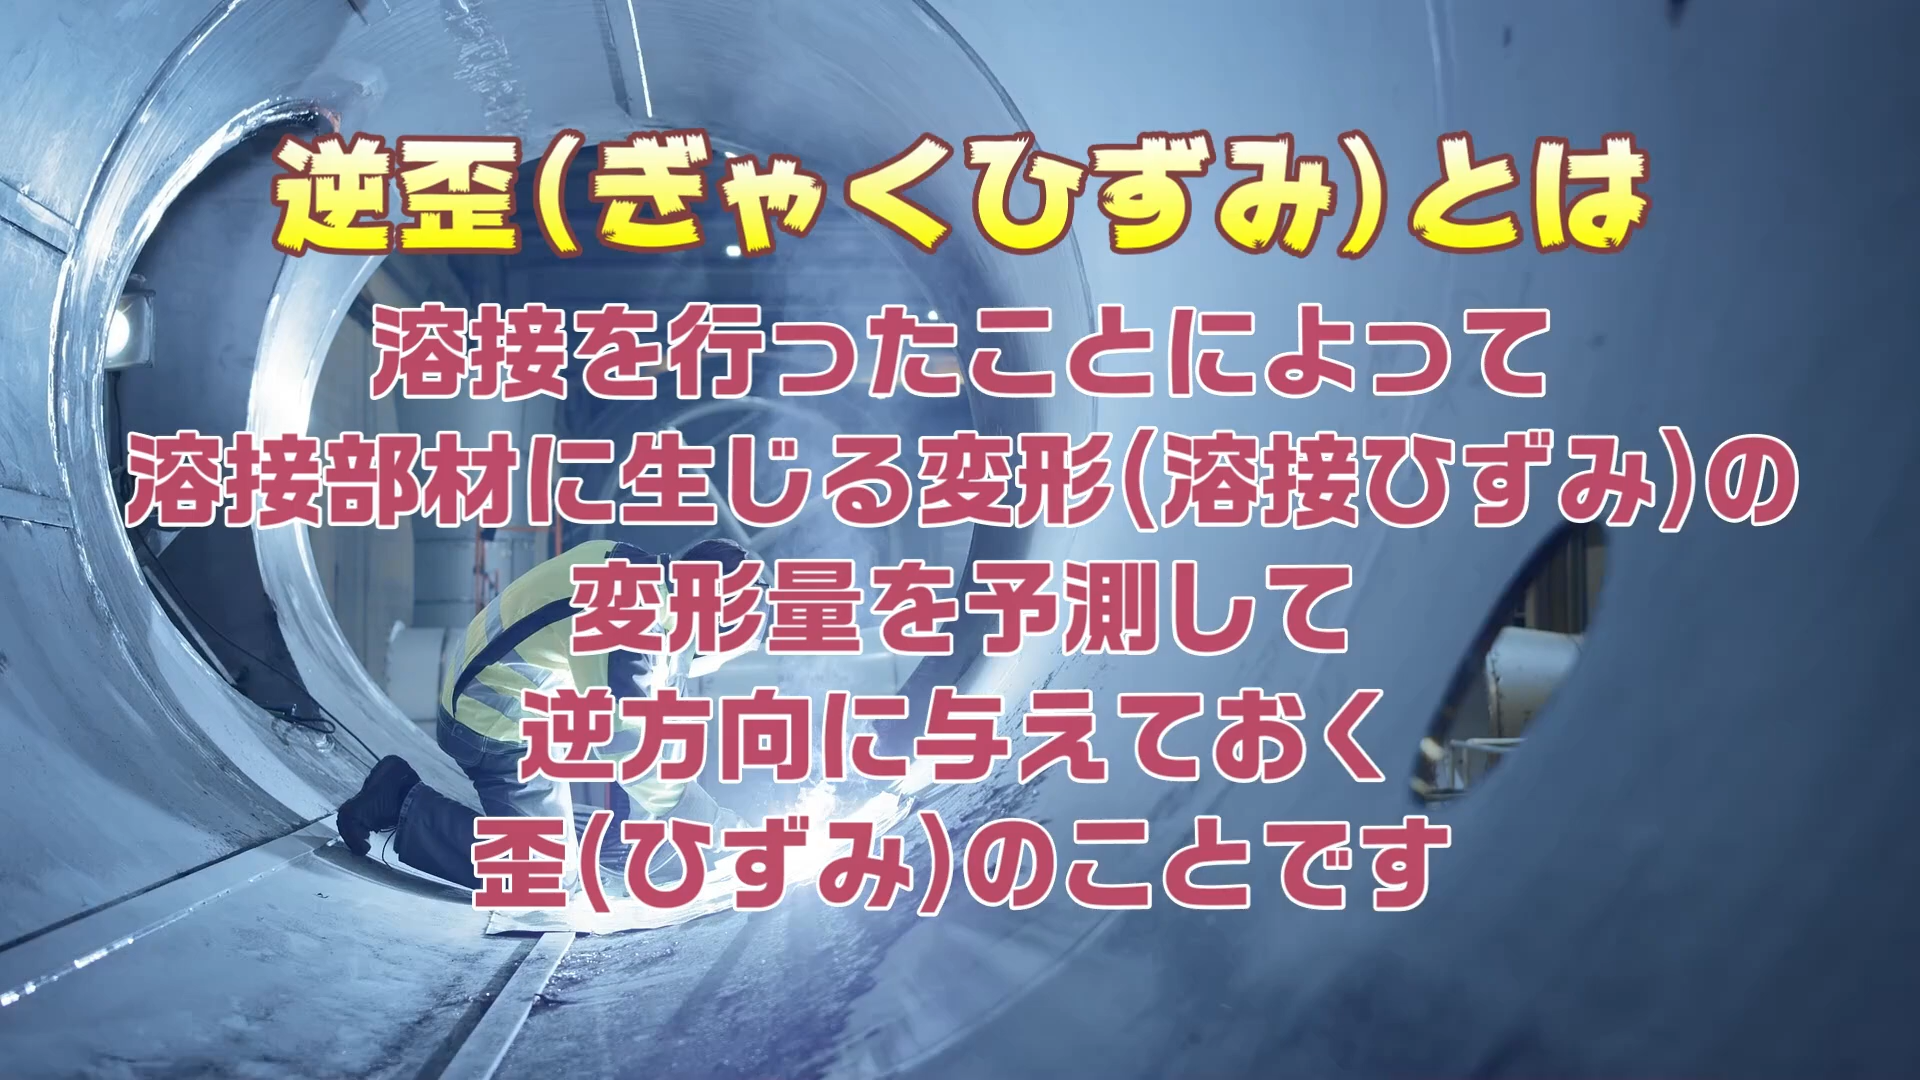 逆歪(ぎゃくひずみ)とは
溶接を行ったことによって
溶接部材に生じる変形(溶接ひずみ)の
変形量を予測して
逆方向に与えておく
歪(ひずみ)のことです